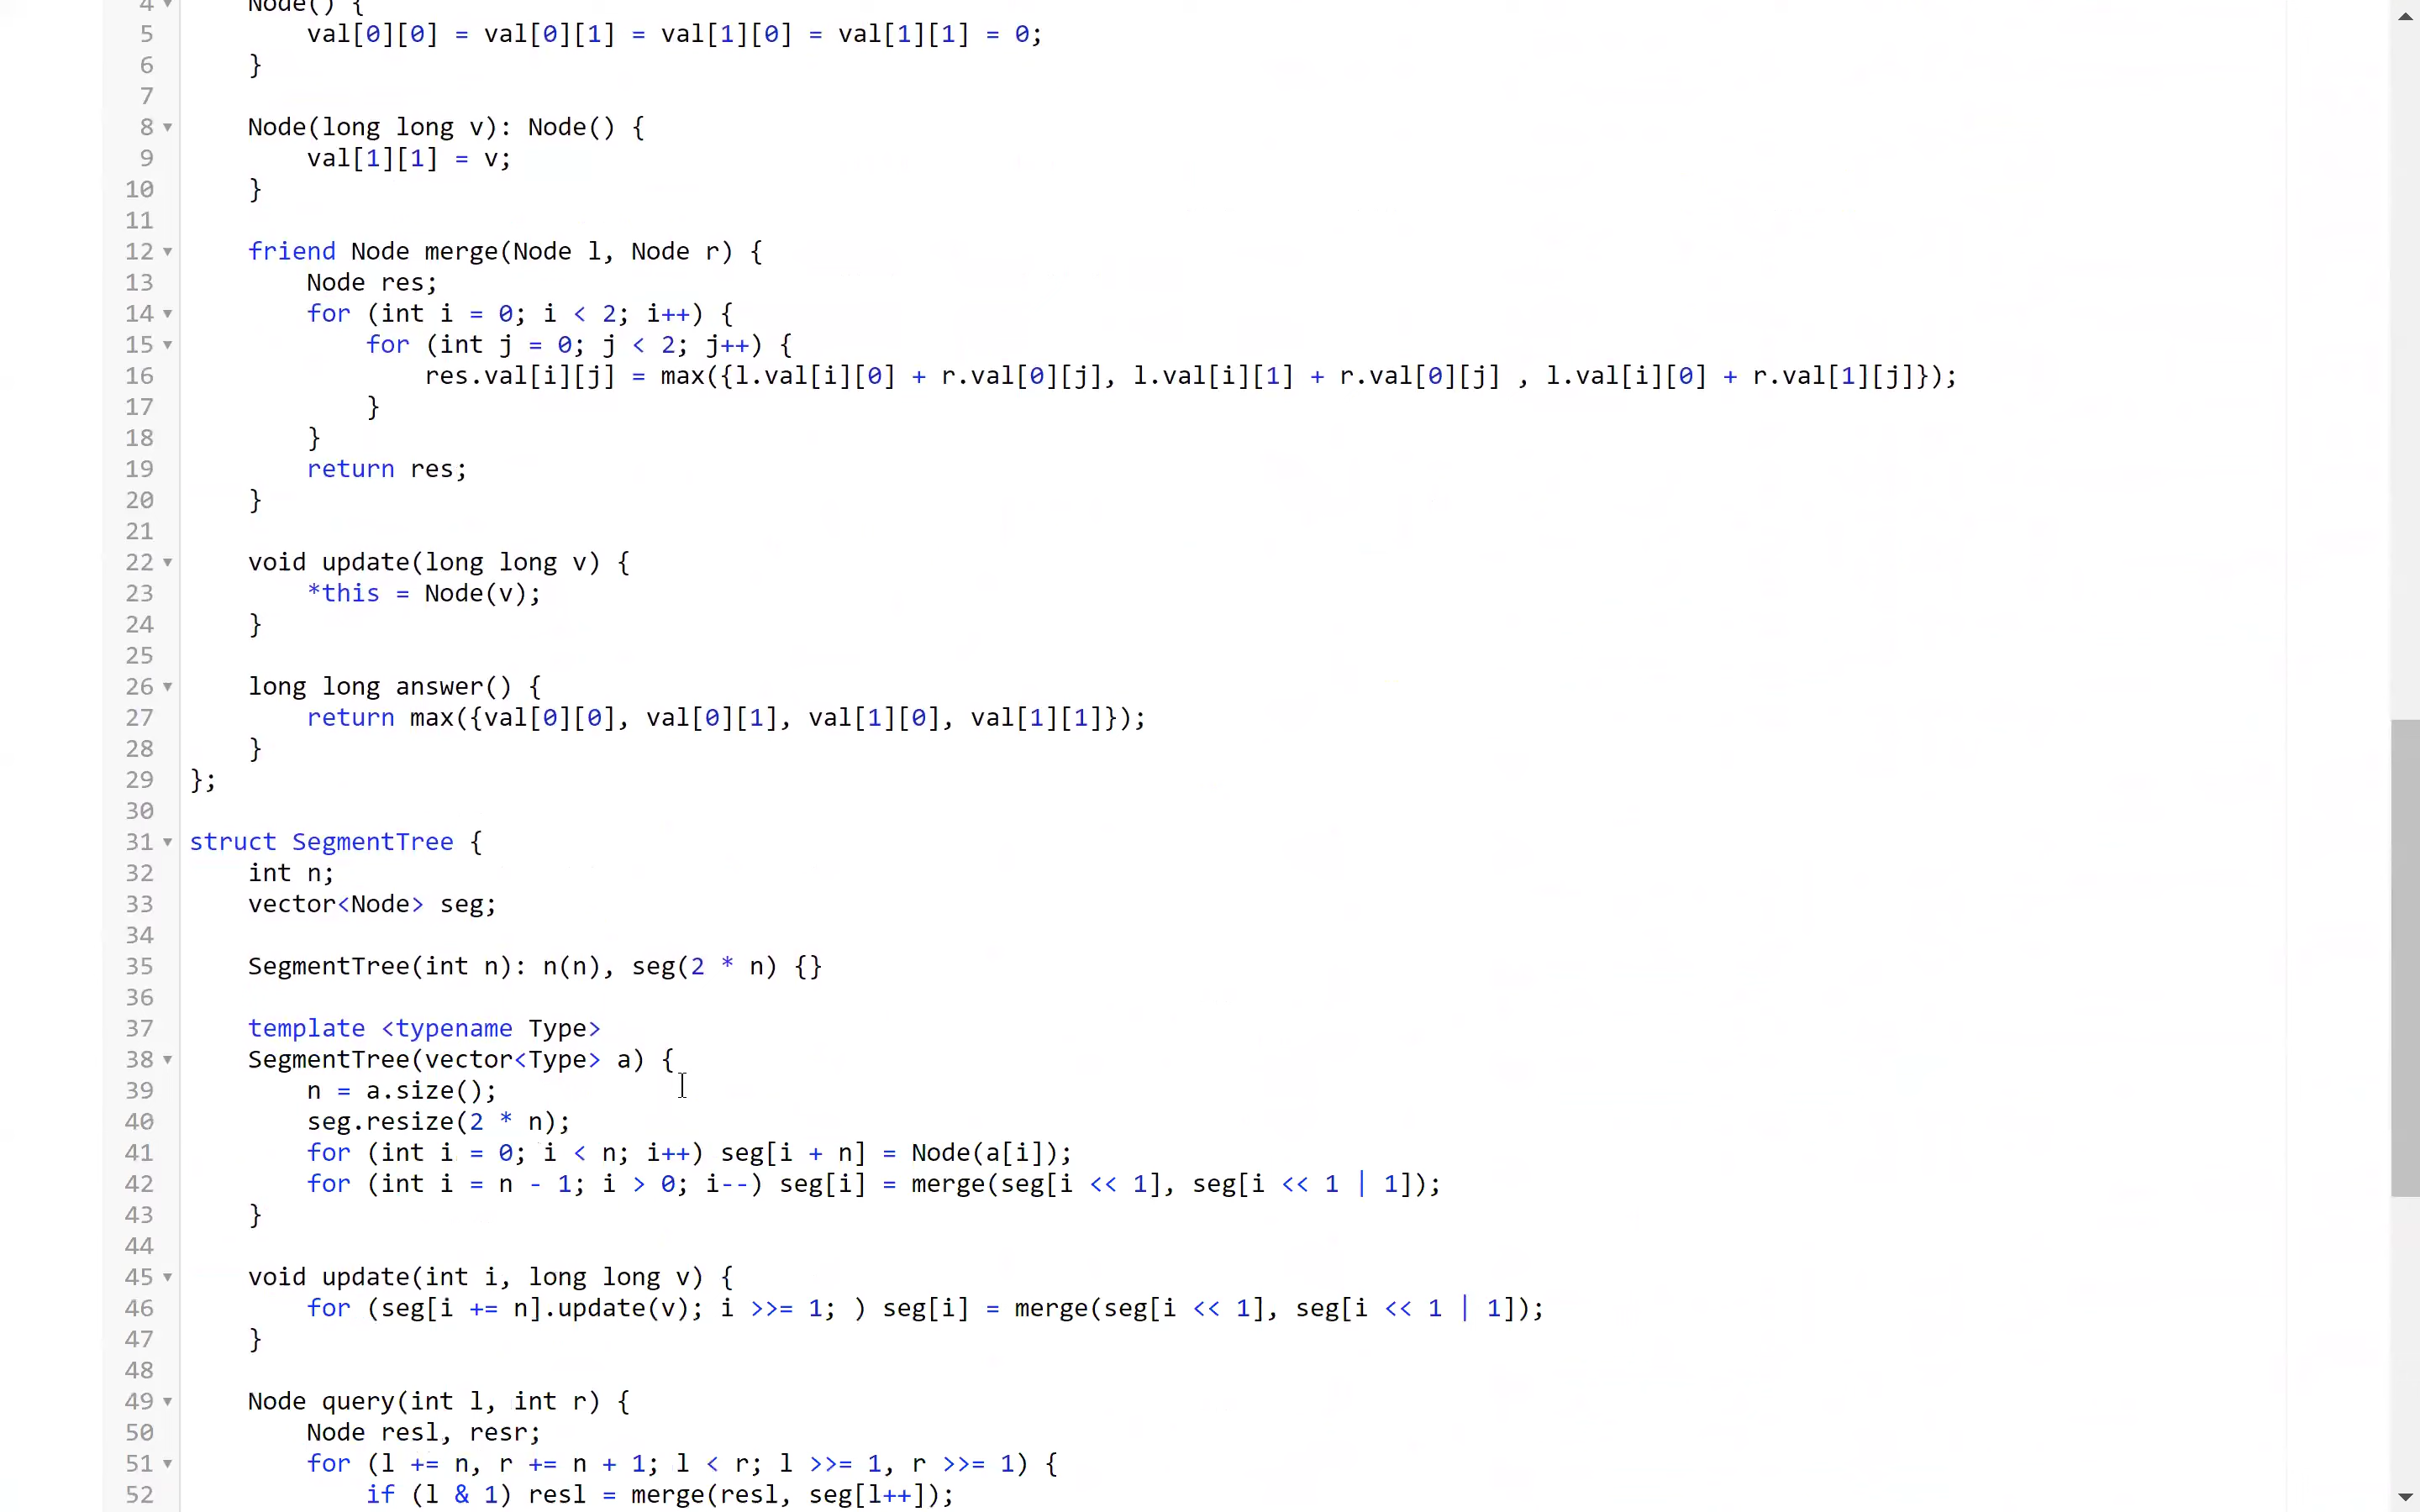 4 Node() {
5 val[0][0] = val[0][1] = val[1][0] = val[1][1] = 0;
6 }
7
8 Node(long long v): Node() {
9 val[1][1] = v;
10 }
11
12 friend Node merge(Node l, Node r) {
13 Node res;
14 for (int i = 0; i < 2; i++) {
15 for (int j = 0; j < 2; j++) {
16 res.val[i][j] = max({l.val[i][0] + r.val[0][j], l.val[i][1] + r.val[0][j] , l.val[i][0] + r.val[1][j]});
17 }
18 }
19 return res;
20 }
21
22 void update(long long v) {
23 *this = Node(v);
24 }
25
26 long long answer() {
27 return max({val[0][0], val[0][1], val[1][0], val[1][1]});
28 }
29 };
30
31 struct SegmentTree {
32 int n;
33 vector<Node> seg;
34
35 SegmentTree(int n): n(n), seg(2 * n) {}
36
37 template <typename Type>
38 SegmentTree(vector<Type> a) {
39 n = a.size();
40 seg.resize(2 * n);
41 for (int i = 0; i < n; i++) seg[i + n] = Node(a[i]);
42 for (int i = n - 1; i > 0; i--) seg[i] = merge(seg[i << 1], seg[i << 1 | 1]);
43 }
44
45 void update(int i, long long v) {
46 for (seg[i += n].update(v); i >>= 1; ) seg[i] = merge(seg[i << 1], seg[i << 1 | 1]);
47 }
48
49 Node query(int l, int r) {
50 Node resl, resr;
51 for (l += n, r += n + 1; l < r; l >>= 1, r >>= 1) {
52 if (l & 1) resl = merge(resl, seg[l++]);